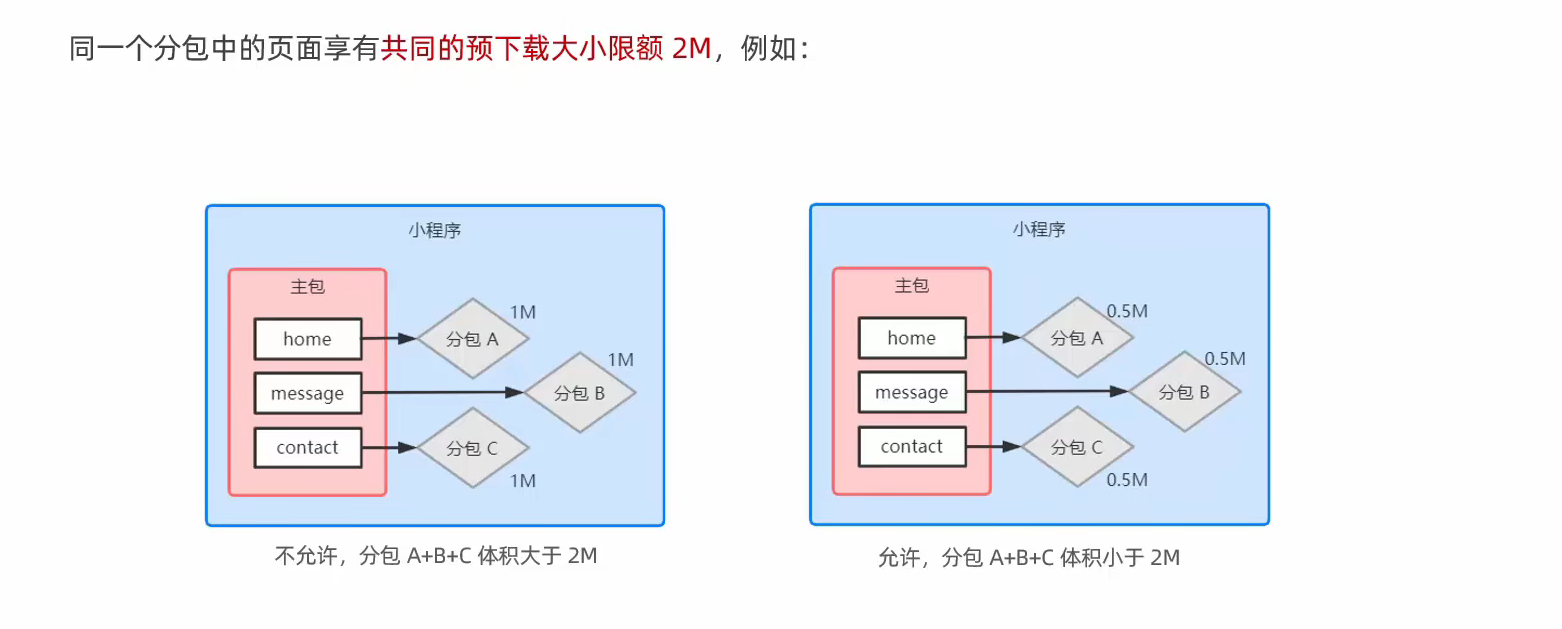 同一个分包中的页面享有共同的预下载大小限额 2M，例如：
小程序
主包
home
message
contact
分包 A
1M
分包 B
1M
分包 C
1M
不允许，分包 A+B+C 体积大于 2M
小程序
主包
home
message
contact
分包 A
0.5M
分包 B
0.5M
分包 C
0.5M
允许，分包 A+B+C 体积小于 2M